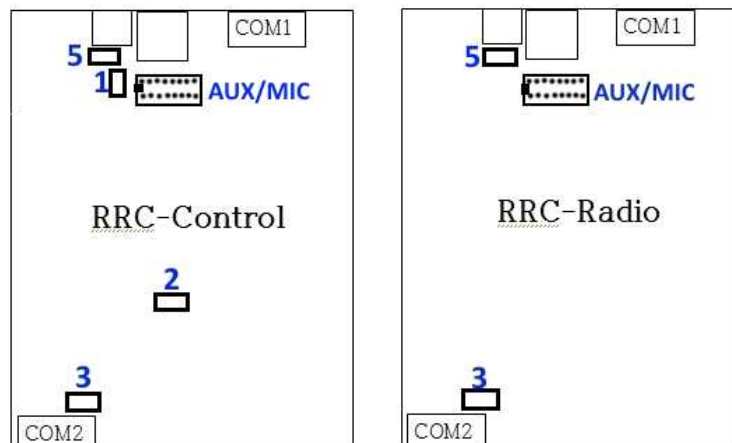 COM1
5
1
AUX/MIC
RRC-Control
2
3
COM2
COM1
5
AUX/MIC
RRC-Radio
3
COM2